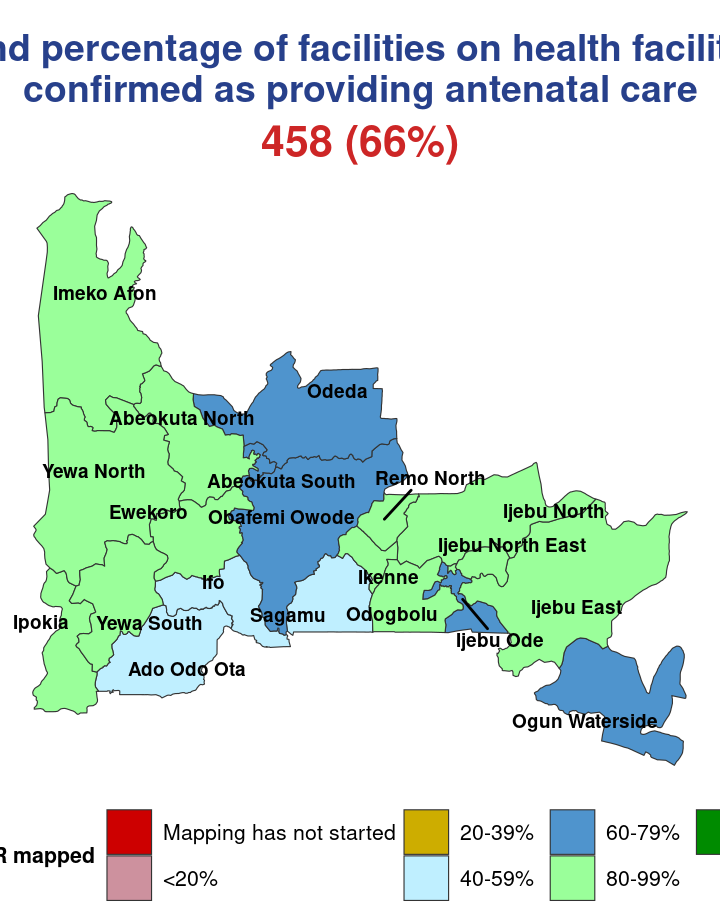 nd percentage of facilities on health facilit
confirmed as providing antenatal care
458 (66%)
Imeko Afon
Odeda
Abeokuta North
Yewa North
Abeokuta South
Remo North
Ewekoro
Obafemi Owode
Ijebu North
Ijebu North East
Ifo
Ikenne
Ipokia
Yewa South
Sagamu
Odogbolu
Ijebu East
Ijebu Ode
Ado Odo Ota
Ogun Waterside
R mapped
Mapping has not started
20-39%
60-79%
<20%
40-59%
80-99%